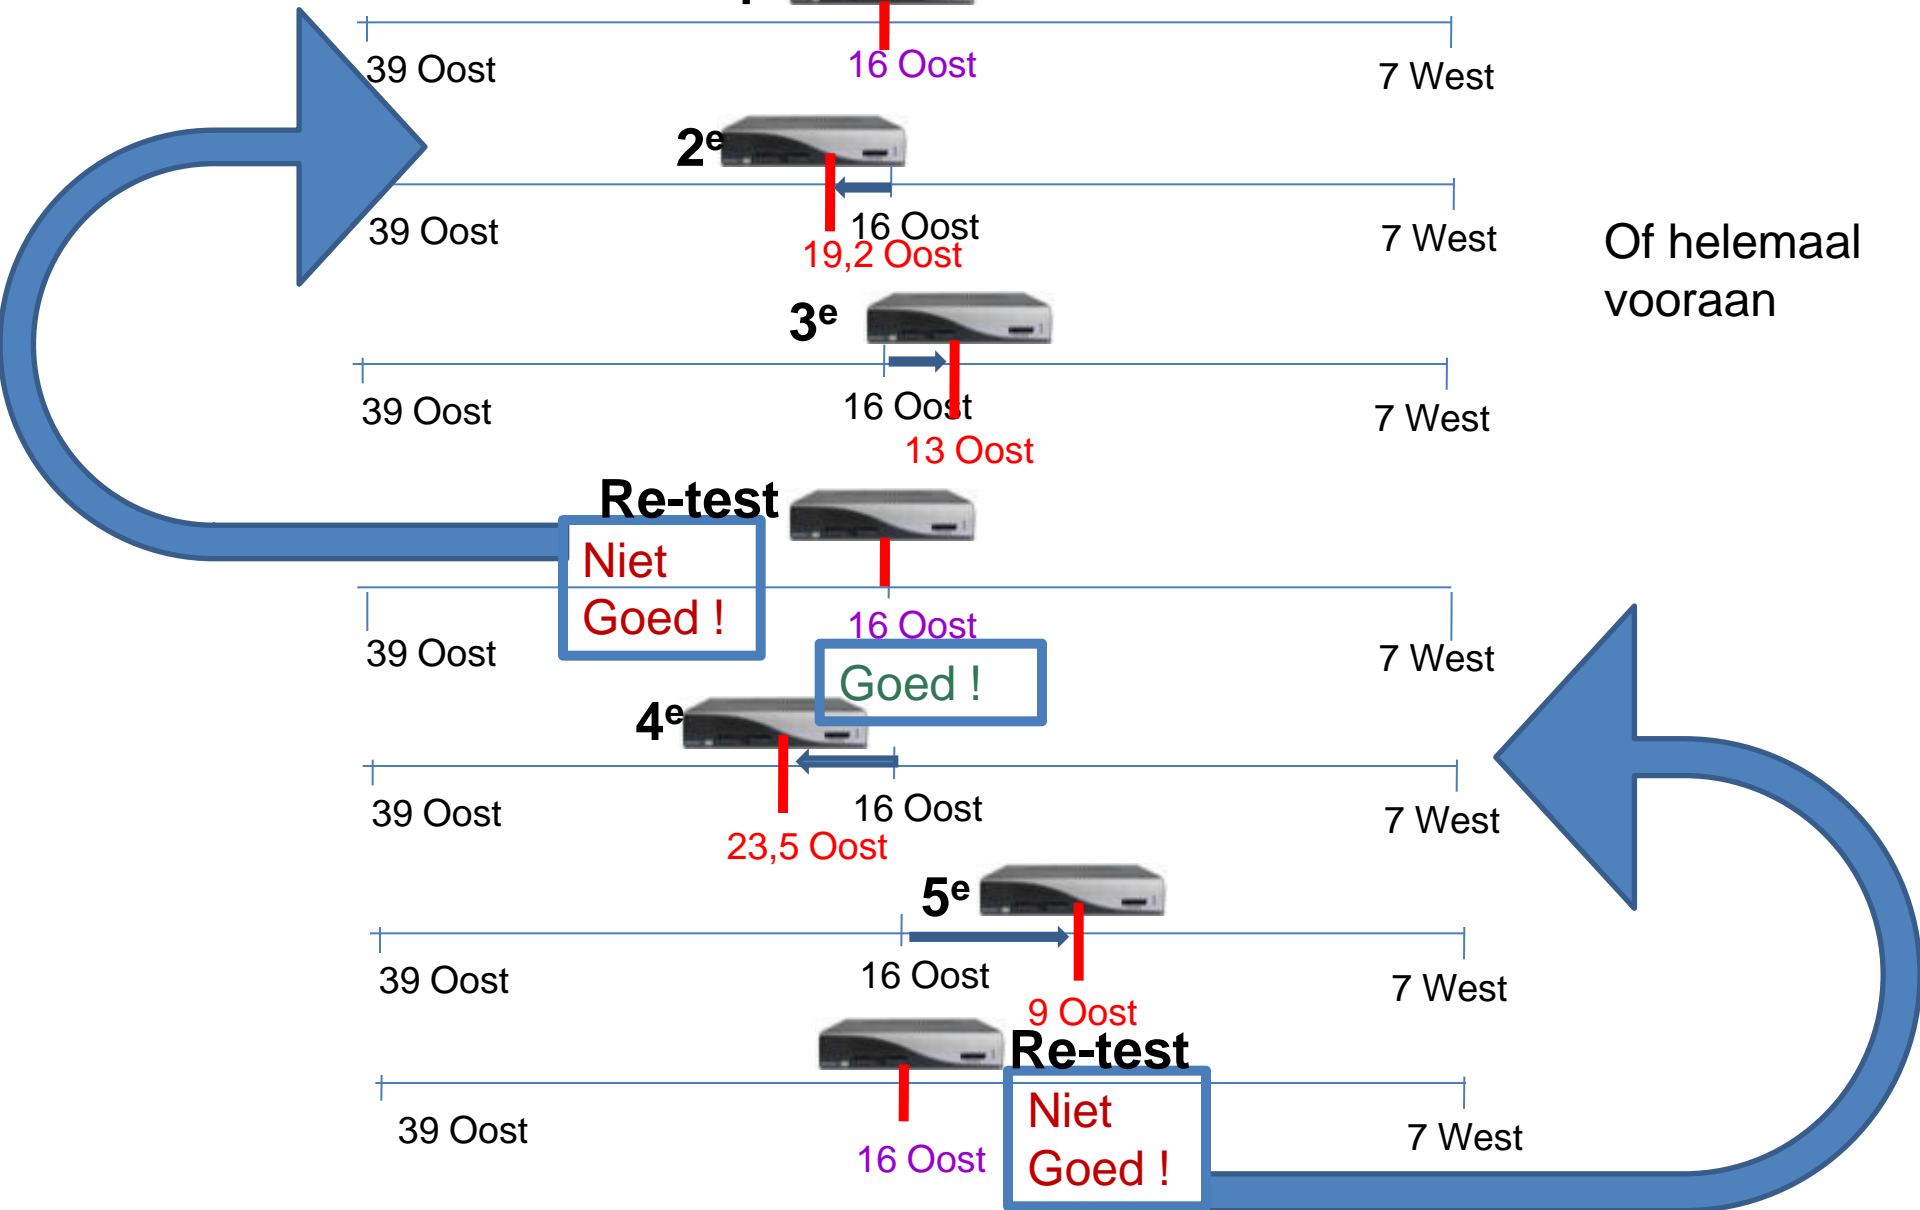 16 Oost
39 Oost
7 West
2e
39 Oost
16 Oost
7 West
19,2 Oost
Of helemaal
vooraan
3e
39 Oost
16 Oost
7 West
13 Oost
Re-test
Niet
Goed !
16 Oost
39 Oost
7 West
Goed !
4e
39 Oost
16 Oost
7 West
23,5 Oost
5e
39 Oost
16 Oost
7 West
9 Oost
Re-test
39 Oost
16 Oost
Niet
Goed !
7 West